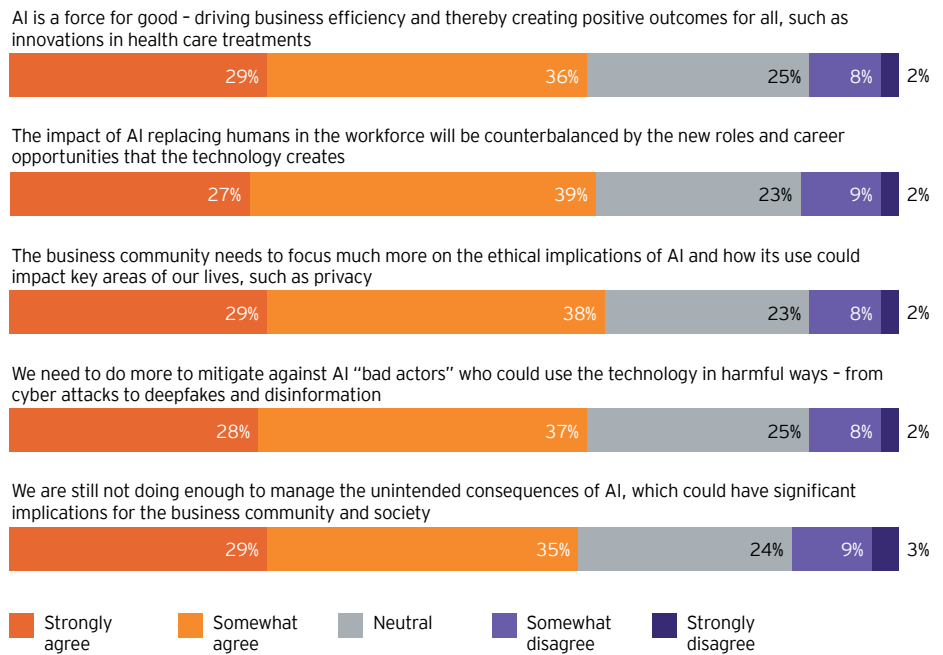 AI is a force for good – driving business efficiency and thereby creating positive outcomes for all, such as
innovations in health care treatments
29% 36% 25% 8% 2%
The impact of AI replacing humans in the workforce will be counterbalanced by the new roles and career
opportunities that the technology creates
27% 39% 23% 9% 2%
The business community needs to focus much more on the ethical implications of AI and how its use could
impact key areas of our lives, such as privacy
29% 38% 23% 8% 2%
We need to do more to mitigate against AI “bad actors” who could use the technology in harmful ways – from
cyber attacks to deepfakes and disinformation
28% 37% 25% 8% 2%
We are still not doing enough to manage the unintended consequences of AI, which could have significant
implications for the business community and society
29% 35% 24% 9% 3%
Strongly
agree
Somewhat
agree
Neutral
Somewhat
disagree
Strongly
disagree